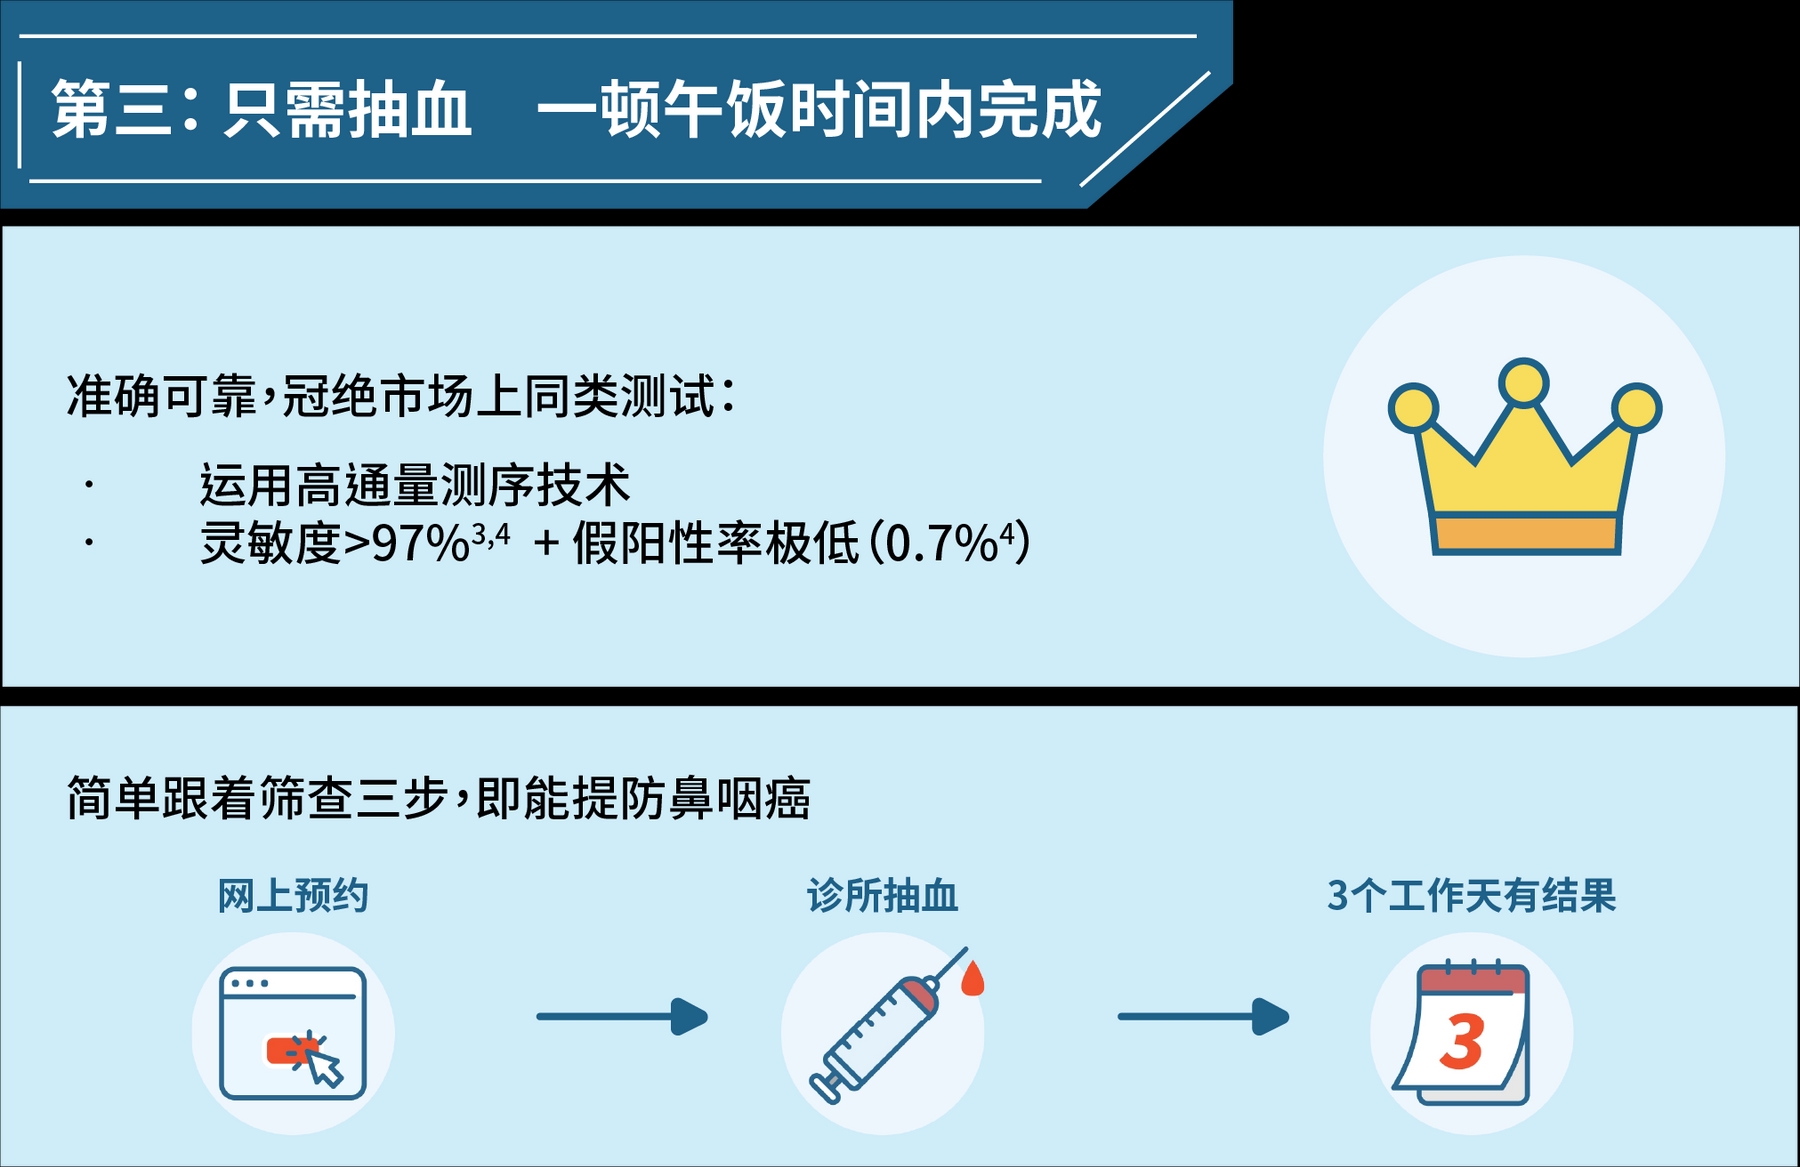 第三：只需抽血　一顿午饭时间内完成
准确可靠，冠绝市场上同类测试：
· 运用高通量测序技术
· 灵敏度>97%3,4 + 假阳性率极低（0.7%4）
简单跟着筛查三步，即能提防鼻咽癌
网上预约
诊所抽血
3个工作天有结果
3